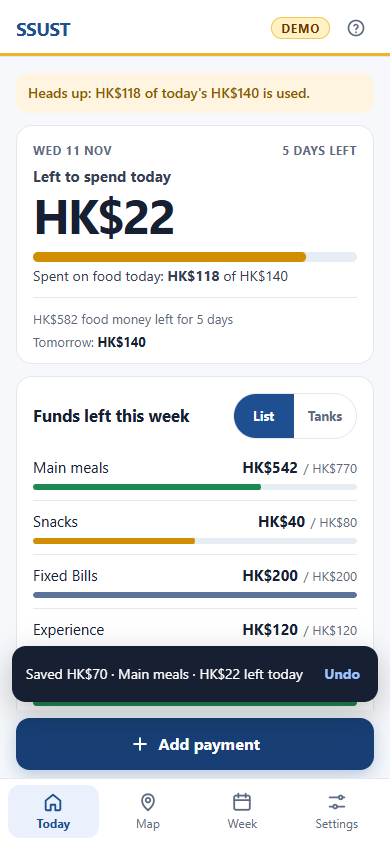 SSUST
DEMO
?
Heads up: HK$118 of today's HK$140 is used.
WED 11 NOV
5 DAYS LEFT
Left to spend today
HK$22
Spent on food today: HK$118 of HK$140
HK$582 food money left for 5 days
Tomorrow: HK$140
Funds left this week
List
Tanks
Main meals
HK$542 / HK$770
Snacks
HK$40 / HK$80
Fixed Bills
HK$200 / HK$200
Experience
HK$120 / HK$120
Saved HK$70 · Main meals · HK$22 left today
Undo
+ Add payment
Today
Map
Week
Settings